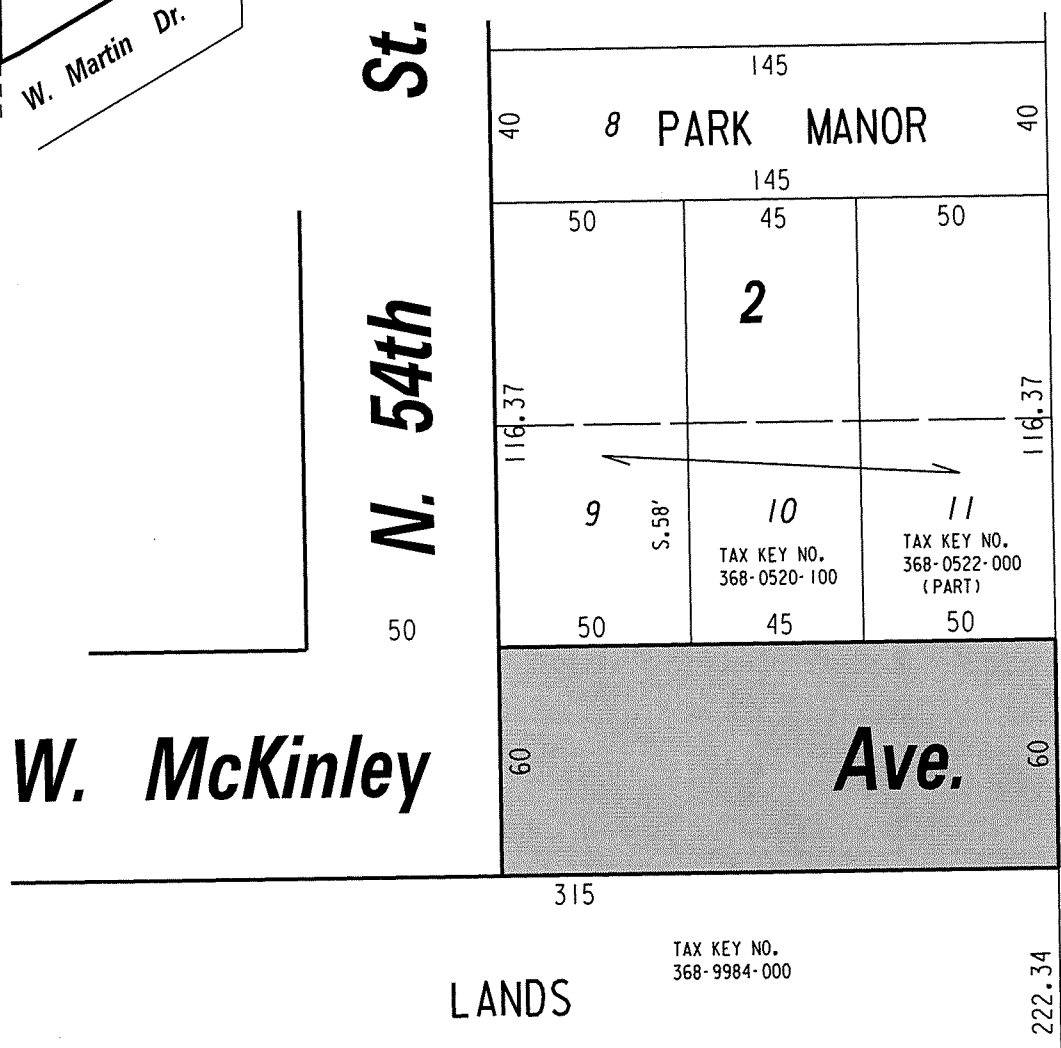 W. Martin Dr.
N. 54th St.
145
40
8 PARK MANOR
40
145
50
45
50
2
116.37
116.37
9
S.58'
10
11
TAX KEY NO.
368-0520-100
TAX KEY NO.
368-0522-000
(PART)
50
50
45
50
W. McKinley Ave.
60
60
315
TAX KEY NO.
368-9984-000
LANDS
222.34